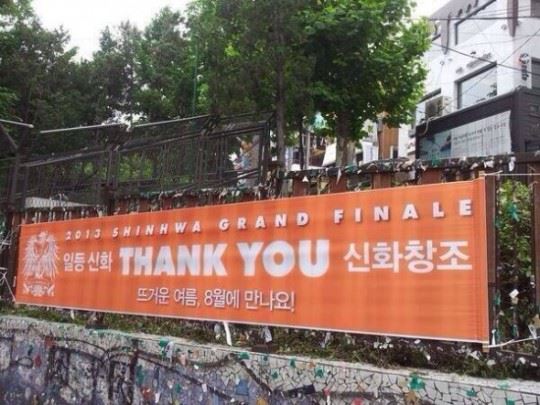 2013 SHINHWA GRAND FINALE
일등 신화 THANK YOU 신화창조
뜨거운 여름, 8월에 만나요!